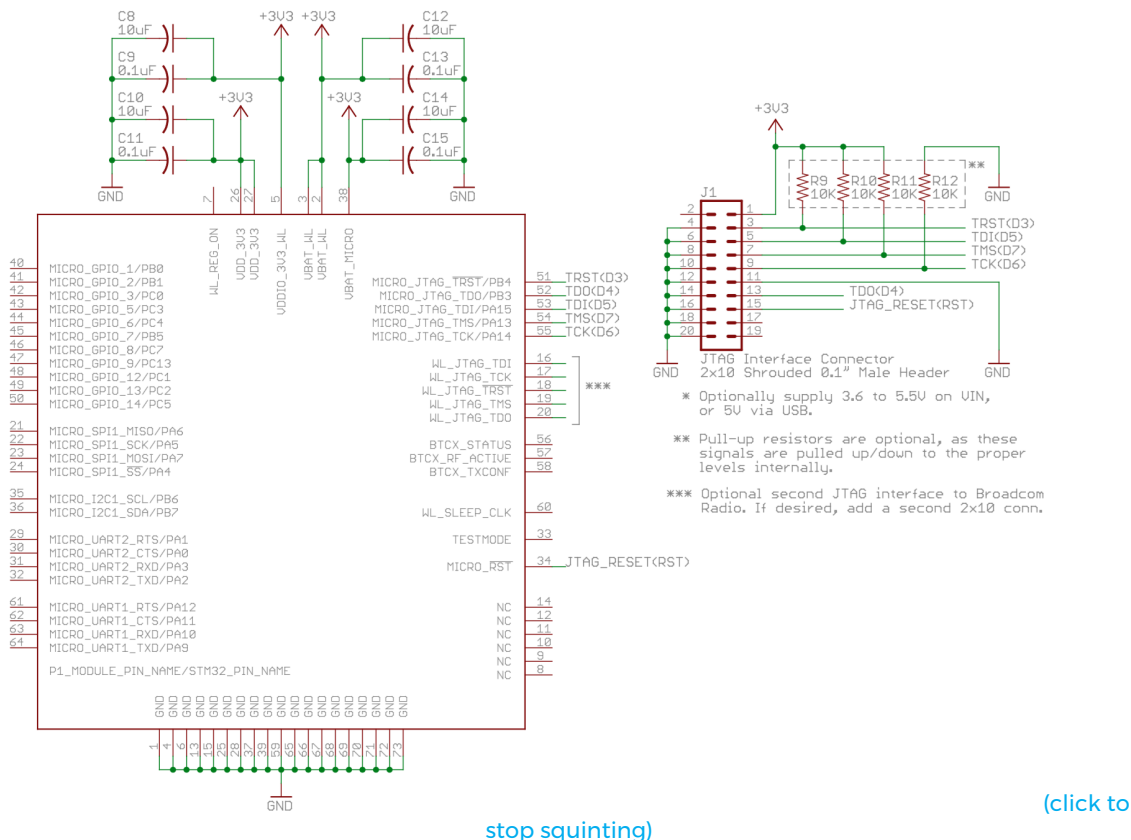 C8
10uF
C9
0.1uF
C10
10uF
C11
0.1uF
+3V3
+3V3
C12
10uF
C13
0.1uF
C14
10uF
C15
0.1uF
+3V3
+3V3
GND
GND
7
26
27
5
3
2
38
WL_REG_ON
VDD_3V3
VDD_3V3
VDDIO_3V3_WL
VBAT_WL
VBAT_WL
VBAT_MICRO
40 MICRO_GPIO_1/PB0
41 MICRO_GPIO_2/PB1
42 MICRO_GPIO_3/PC0
43 MICRO_GPIO_5/PC3
44 MICRO_GPIO_6/PC4
45 MICRO_GPIO_7/PB5
46 MICRO_GPIO_8/PC7
47 MICRO_GPIO_9/PC13
48 MICRO_GPIO_12/PC1
49 MICRO_GPIO_13/PC2
50 MICRO_GPIO_14/PC5
21 MICRO_SPI1_MISO/PA6
22 MICRO_SPI1_SCK/PA5
23 MICRO_SPI1_MOSI/PA7
24 MICRO_SPI1_SS/PA4
35 MICRO_I2C1_SCL/PB6
36 MICRO_I2C1_SDA/PB7
29 MICRO_UART2_RTS/PA1
30 MICRO_UART2_CTS/PA0
31 MICRO_UART2_RXD/PA3
32 MICRO_UART2_TXD/PA2
61 MICRO_UART1_RTS/PA12
62 MICRO_UART1_CTS/PA11
63 MICRO_UART1_RXD/PA10
64 MICRO_UART1_TXD/PA9
P1_MODULE_PIN_NAME/STM32_PIN_NAME
MICRO_JTAG_TRST/PB4 51 TRST(D3)
MICRO_JTAG_TDO/PB3 52 TDO(D4)
MICRO_JTAG_TDI/PA15 53 TDI(D5)
MICRO_JTAG_TMS/PA13 54 TMS(D7)
MICRO_JTAG_TCK/PA14 55 TCK(D6)
WL_JTAG_TDI 16
WL_JTAG_TCK 17
WL_JTAG_TRST 18
WL_JTAG_TMS 19
WL_JTAG_TDO 20
***
BTCX_STATUS 56
BTCX_RF_ACTIVE 57
BTCX_TXCONF 58
WL_SLEEP_CLK 60
TESTMODE 33
MICRO_RST 34 JTAG_RESET(RST)
NC 14
NC 12
NC 11
NC 10
NC 9
NC 8
GND GND GND GND GND GND GND GND GND GND GND GND GND GND GND GND GND GND GND
1 4 6 13 15 25 28 37 39 59 65 66 67 68 69 70 71 72 73
GND
+3V3
**
R9 R10 R11 R12
10K 10K 10K 10K
GND
J1
2 1
4 3 TRST(D3)
6 5 TDI(D5)
8 7 TMS(D7)
10 9 TCK(D6)
12 11
14 13 TDO(D4)
16 15 JTAG_RESET(RST)
18 17
20 19
GND
GND
JTAG Interface Connector
2x10 Shrouded 0.1" Male Header
* Optionally supply 3.6 to 5.5V on VIN,
or 5V via USB.
** Pull-up resistors are optional, as these
signals are pulled up/down to the proper
levels internally.
*** Optional second JTAG interface to Broadcom
Radio. If desired, add a second 2x10 conn.
(click to
stop squinting)